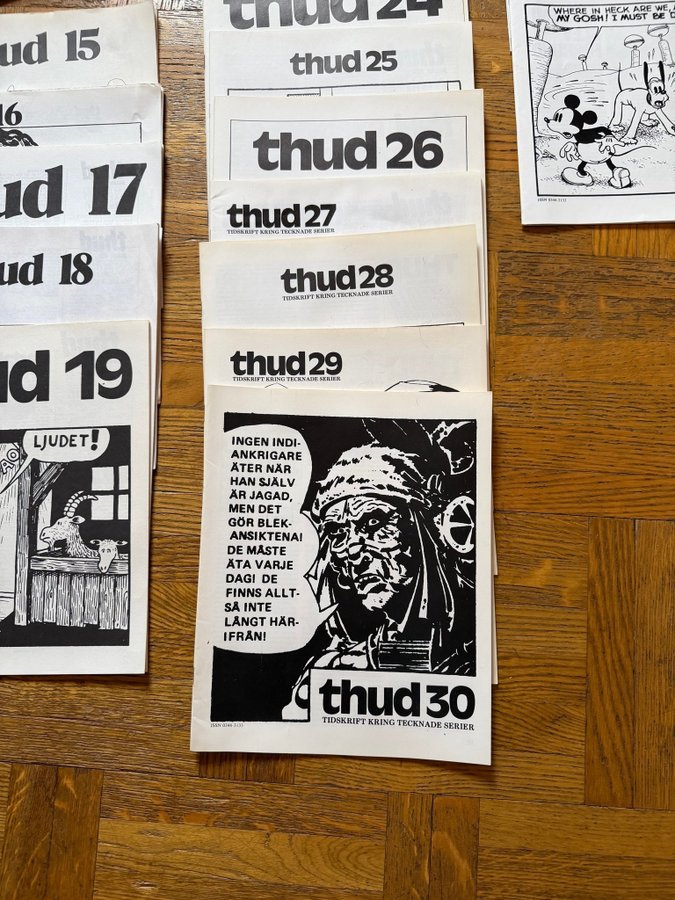 thud 15
16
ud 17
ud 18
ud 19
LJUDET!
thud 24
thud 25
thud 26
thud 27
TIDSKRIFT KRING TECKNADE SERIER
thud 28
TIDSKRIFT KRING TECKNADE SERIER
thud 29
TIDSKRIFT KRING TECKNADE SERIER
INGEN INDI-
ANKRIGARE
ÄTER NÄR
HAN SJÄLV
ÄR JAGAD,
MEN DET
GÖR BLEK-
ANSIKTENA!
DE MÅSTE
ÄTA VARJE
DAG! DE
FINNS ALLT-
SÅ INTE
LÅNGT HÄR-
IFRÅN!
thud 30
TIDSKRIFT KRING TECKNADE SERIER
WHERE IN HECK ARE WE,
MY GOSH! I MUST BE D